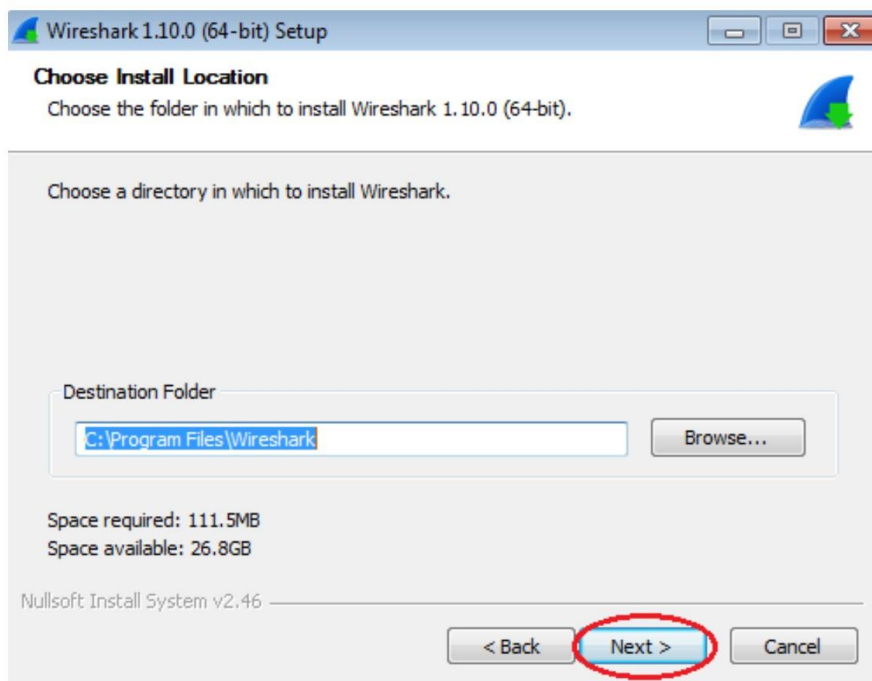 Wireshark 1.10.0 (64-bit) Setup
Choose Install Location
Choose the folder in which to install Wireshark 1.10.0 (64-bit).
Choose a directory in which to install Wireshark.
Destination Folder
C:\Program Files\Wireshark
Browse...
Space required: 111.5MB
Space available: 26.8GB
Nullsoft Install System v2.46
< Back
Next >
Cancel